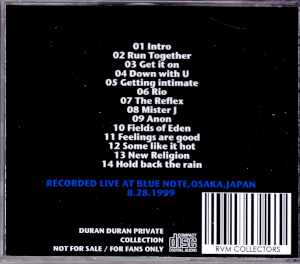 01 Intro
02 Run Together
03 Get it on
04 Down with U
05 Getting intimate
06 Rio
07 The Reflex
08 Mister J
09 Anon
10 Fields of Eden
11 Feelings are good
12 Some like it hot
13 New Religion
14 Hold back the rain
RECORDED LIVE AT BLUE NOTE,OSAKA,JAPAN
8.28.1999
DURAN DURAN PRIVATE
COLLECTION
NOT FOR SALE / FOR FANS ONLY
COMPACT
disc
DIGITAL AUDIO
RVM COLLECTORS